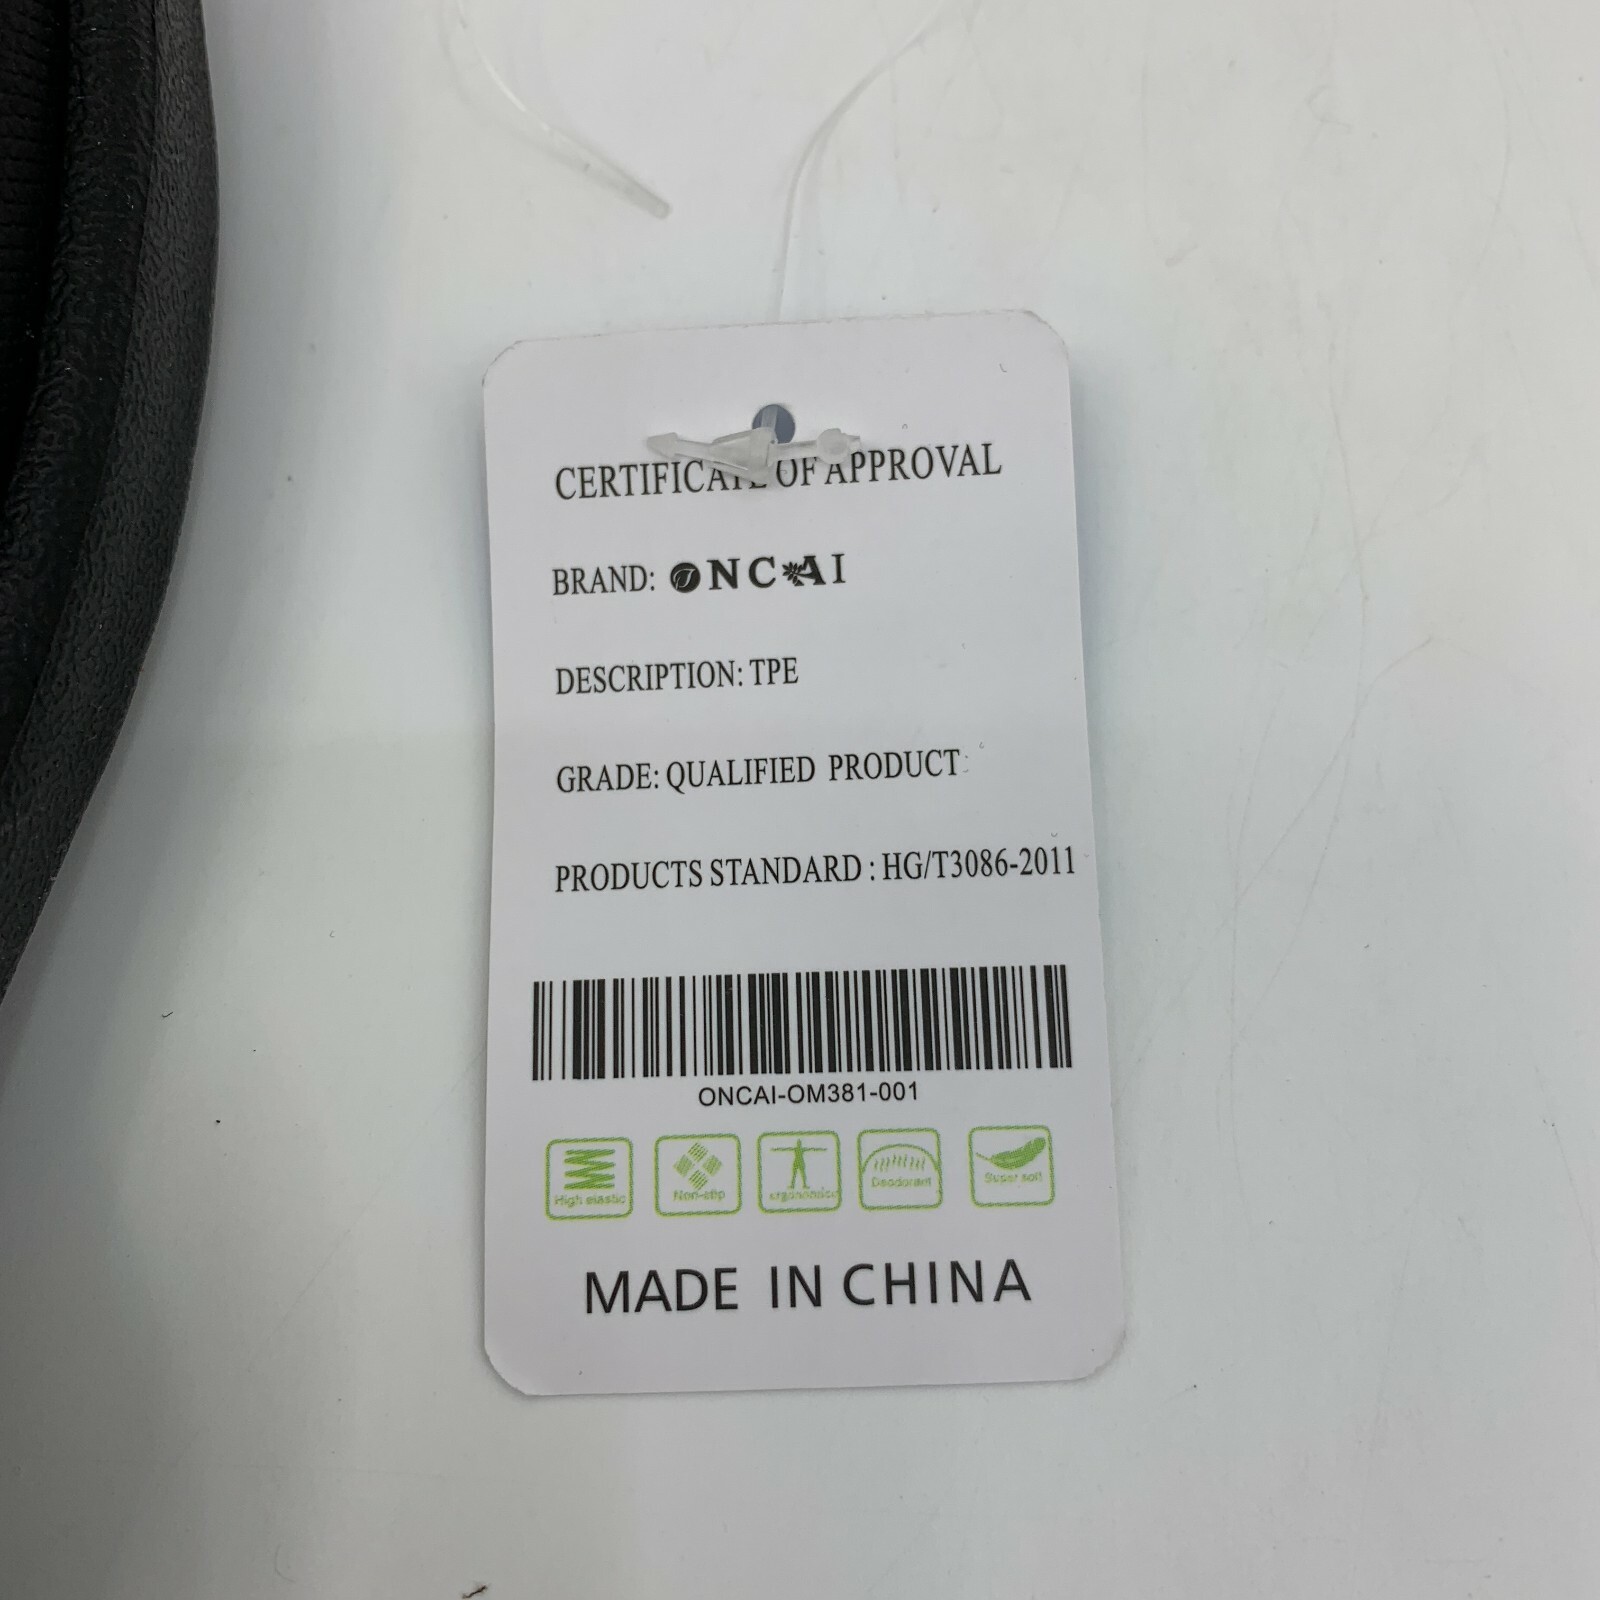 CERTIFICATE OF APPROVAL
BRAND: ONCAI
DESCRIPTION: TPE
GRADE: QUALIFIED PRODUCT
PRODUCTS STANDARD : HG/T3086-2011
ONCAI-OM381-001
High elastic
Non-slip
ergonomics
Deodorant
Super soft
MADE IN CHINA